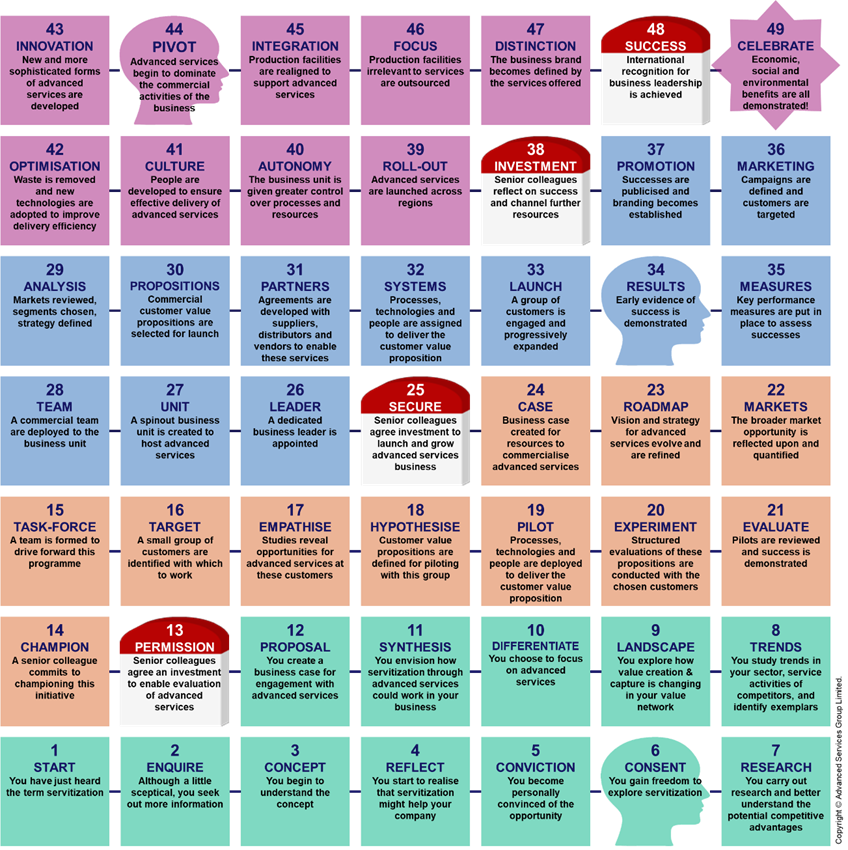 43
INNOVATION
New and more
sophisticated forms
of advanced
services are
developed
44
PIVOT
Advanced services
begin to dominate
the commercial
activities of the
business
45
INTEGRATION
Production facilities
are realigned to
support advanced
services
46
FOCUS
Production facilities
irrelevant to services
are outsourced
47
DISTINCTION
The business brand
becomes defined by
the services offered
48
SUCCESS
International
recognition for
business leadership
is achieved
49
CELEBRATE
Economic,
social and
environmental
benefits are all
demonstrated!
42
OPTIMISATION
Waste is removed
and new
technologies are
adopted to improve
delivery efficiency
41
CULTURE
People are
developed to ensure
effective delivery of
advanced services
40
AUTONOMY
The business unit is
given greater control
over processes and
resources
39
ROLL-OUT
Advanced services
are launched across
regions
38
INVESTMENT
Senior colleagues
reflect on success
and channel further
resources
37
PROMOTION
Successes are
publicised and
branding becomes
established
36
MARKETING
Campaigns are
defined and
customers are
targeted
29
ANALYSIS
Markets reviewed,
segments chosen,
strategy defined
30
PROPOSITIONS
Commercial
customer value
propositions are
selected for launch
31
PARTNERS
Agreements are
developed with
suppliers,
distributors and
vendors to enable
these services
32
SYSTEMS
Processes,
technologies and
people are assigned
to deliver the
customer value
proposition
33
LAUNCH
A group of
customers is
engaged and
progressively
expanded
34
RESULTS
Early evidence of
success is
demonstrated
35
MEASURES
Key performance
measures are put in
place to assess
successes
28
TEAM
A commercial team
are deployed to the
business unit
27
UNIT
A spinout business
unit is created to
host advanced
services
26
LEADER
A dedicated
business leader is
appointed
25
SECURE
Senior colleagues
agree investment to
launch and grow
advanced services
business
24
CASE
Business case
created for
resources to
commercialise
advanced services
23
ROADMAP
Vision and strategy
for advanced
services evolve and
are refined
22
MARKETS
The broader market
opportunity is
reflected upon and
quantified
15
TASK-FORCE
A team is formed to
drive forward this
programme
16
TARGET
A small group of
customers are
identified with which
to work
17
EMPATHISE
Studies reveal
opportunities for
advanced services at
these customers
18
HYPOTHESISE
Customer value
propositions are
defined for piloting
with this group
19
PILOT
Processes,
technologies and
people are deployed
to deliver the
customer value
proposition
20
EXPERIMENT
Structured
evaluations of these
propositions are
conducted with the
chosen customers
21
EVALUATE
Pilots are reviewed
and success is
demonstrated
14
CHAMPION
A senior colleague
commits to
championing this
initiative
13
PERMISSION
Senior colleagues
agree an investment
to enable evaluation
of advanced
services
12
PROPOSAL
You create a
business case for
engagement with
advanced services
11
SYNTHESIS
You envision how
servitization through
advanced services
could work in your
business
10
DIFFERENTIATE
You choose to focus
on advanced
services
9
LANDSCAPE
You explore how
value creation &
capture is changing
in your value
network
8
TRENDS
You study trends in
your sector, service
activities of
competitors, and
identify exemplars
1
START
You have just heard
the term servitization
2
ENQUIRE
Although a little
sceptical, you seek
out more information
3
CONCEPT
You begin to
understand the
concept
4
REFLECT
You start to realise
that servitization
might help your
company
5
CONVICTION
You become
personally
convinced of the
opportunity
6
CONSENT
You gain freedom to
explore servitization
7
RESEARCH
You carry out
research and better
understand the
potential competitive
advantages
Copyright © Advanced Services Group Limited.